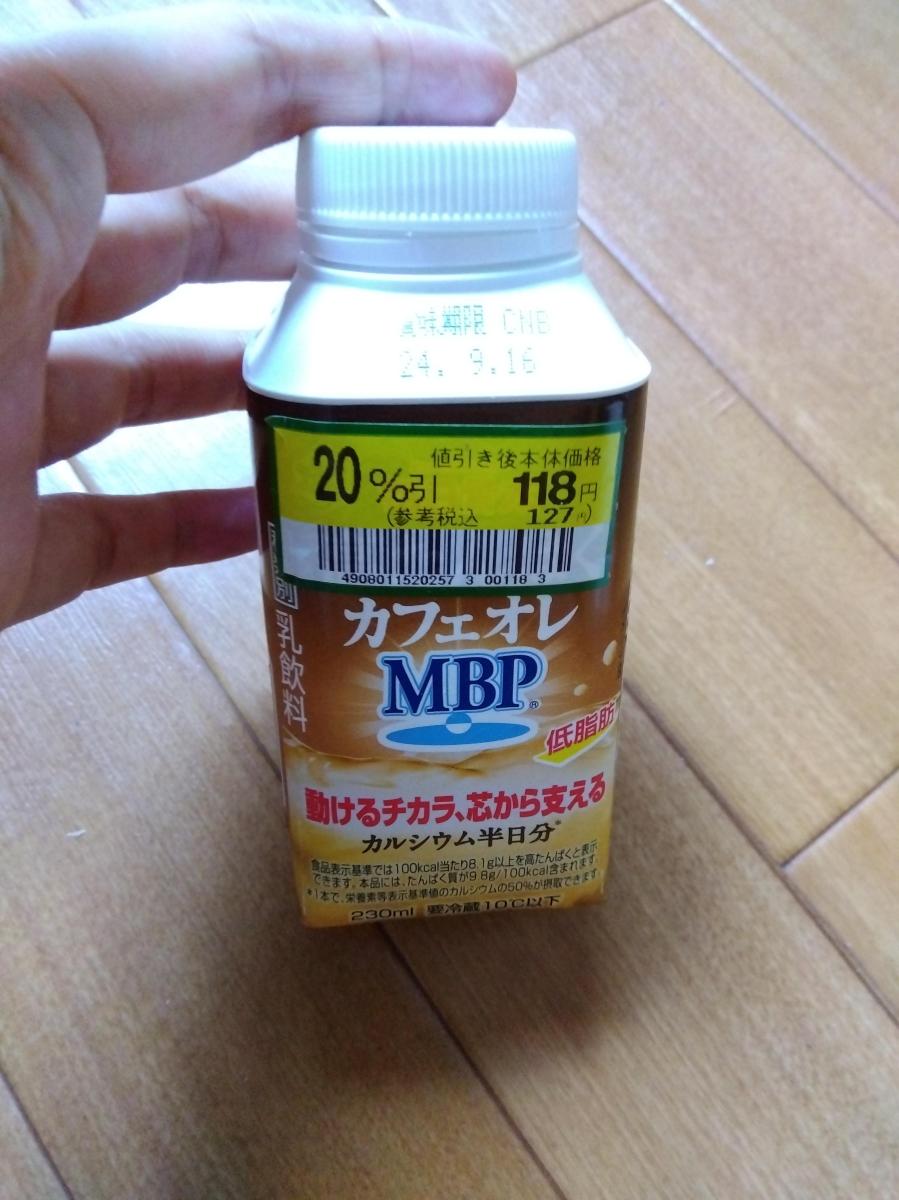 賞味期限 CNB
24. 9.16
20%引
値引き後本体価格
118円
(参考税込 127円)
4908011520257 3 00118 3
カフェオレ
MBP®
低脂肪
動けるチカラ、芯から支える
カルシウム半日分*
食品表示基準では100kcal当たり8.1g以上を高たんぱくと表示
できます。本品には、たんぱく質が9.8g/100kcal含まれます。
*1本で、栄養素等表示基準値のカルシウムの50%が摂取できます。
230ml 要冷蔵10℃以下
別 乳飲料